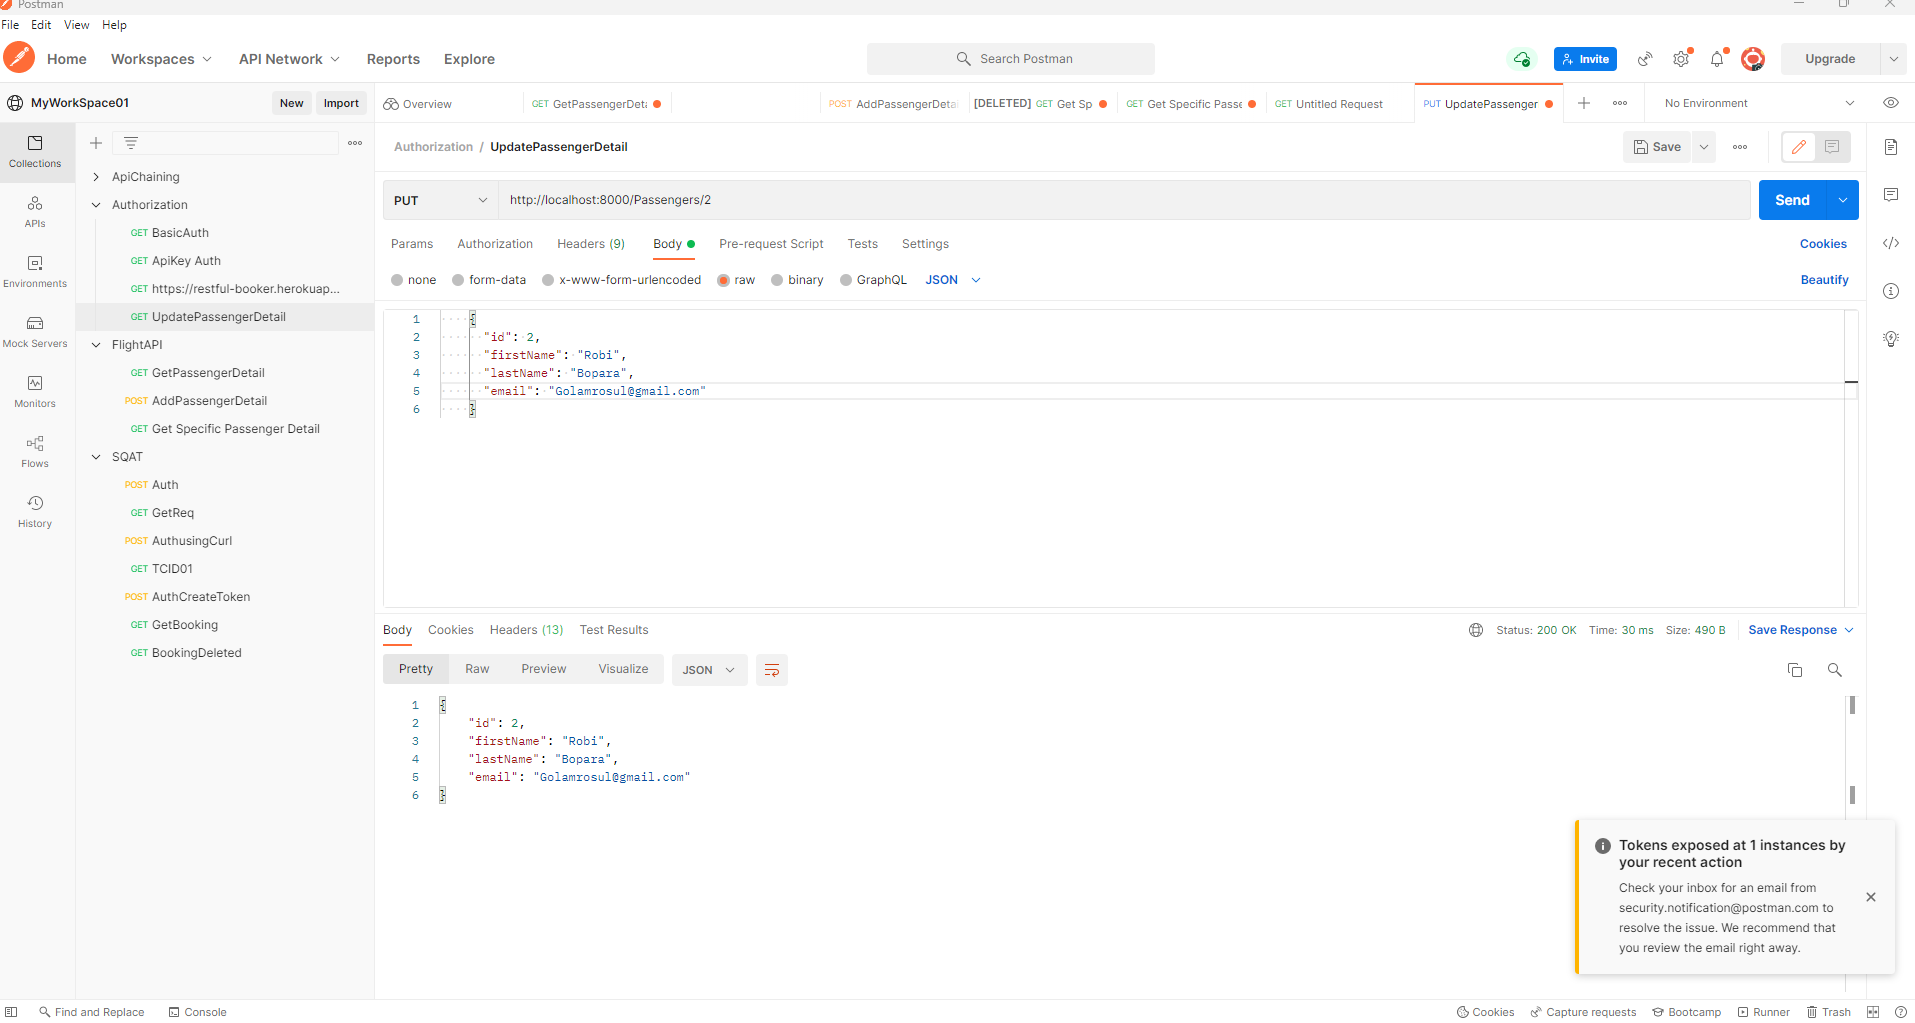 Postman
File Edit View Help
Home Workspaces API Network Reports Explore Search Postman Invite Upgrade
MyWorkSpace01 New Import Overview GET GetPassengerDeta POST AddPassengerDetai [DELETED] GET Get Sp GET Get Specific Passe GET Untitled Request PUT UpdatePassenger No Environment
Collections
APIs
Environments
Mock Servers
Monitors
Flows
History
ApiChaining
Authorization
GET BasicAuth
GET ApiKey Auth
GET https://restful-booker.herokuap...
GET UpdatePassengerDetail
FlightAPI
GET GetPassengerDetail
POST AddPassengerDetail
GET Get Specific Passenger Detail
SQAT
POST Auth
GET GetReq
POST AuthusingCurl
GET TCID01
POST AuthCreateToken
GET GetBooking
GET BookingDeleted
Authorization / UpdatePassengerDetail Save
PUT http://localhost:8000/Passengers/2 Send
Params Authorization Headers (9) Body Pre-request Script Tests Settings Cookies
none form-data x-www-form-urlencoded raw binary GraphQL JSON Beautify
1 {
2 "id": 2,
3 "firstName": "Robi",
4 "lastName": "Bopara",
5 "email": "Golamrosul@gmail.com"
6 }
Body Cookies Headers (13) Test Results Status: 200 OK Time: 30 ms Size: 490 B Save Response
Pretty Raw Preview Visualize JSON
1 {
2 "id": 2,
3 "firstName": "Robi",
4 "lastName": "Bopara",
5 "email": "Golamrosul@gmail.com"
6 }
Tokens exposed at 1 instances by
your recent action
Check your inbox for an email from
security.notification@postman.com to
resolve the issue. We recommend that
you review the email right away.
Find and Replace Console Cookies Capture requests Bootcamp Runner Trash